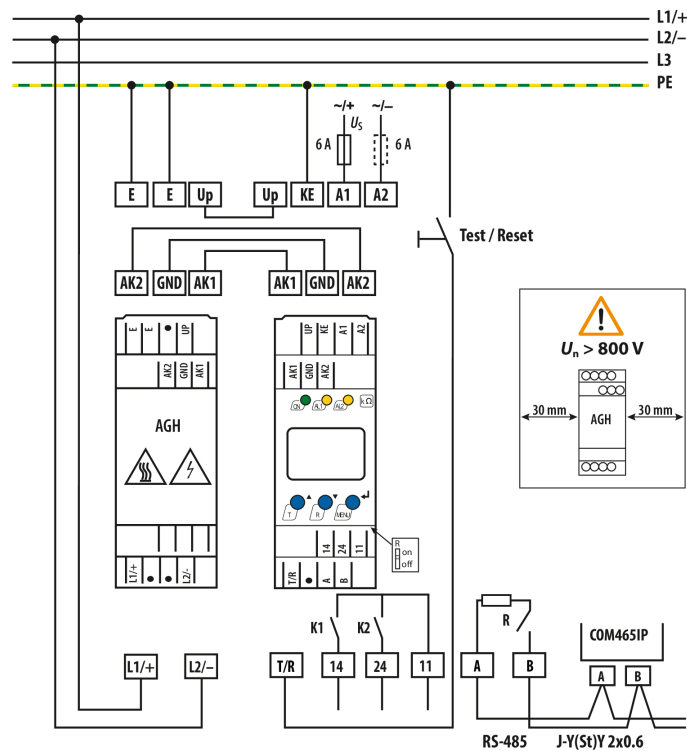 L1/+
L2/–
L3
PE
~/+ ~/–
US
6 A 6 A
E E Up Up KE A1 A2
Test / Reset
AK2 GND AK1 AK1 GND AK2
E E UP
UP KE A1 A2
AK2 GND AK1
AK1 GND AK2
ON AL1 AL2 kΩ
AGH
T R MENU
14 24 11
R
on
off
L1/+ L2/-
T/R A B
Un > 800 V
30 mm AGH 30 mm
K1 K2
R
COM465IP
L1/+ L2/– T/R 14 24 11 A B
A B
RS-485 J-Y(St)Y 2x0.6